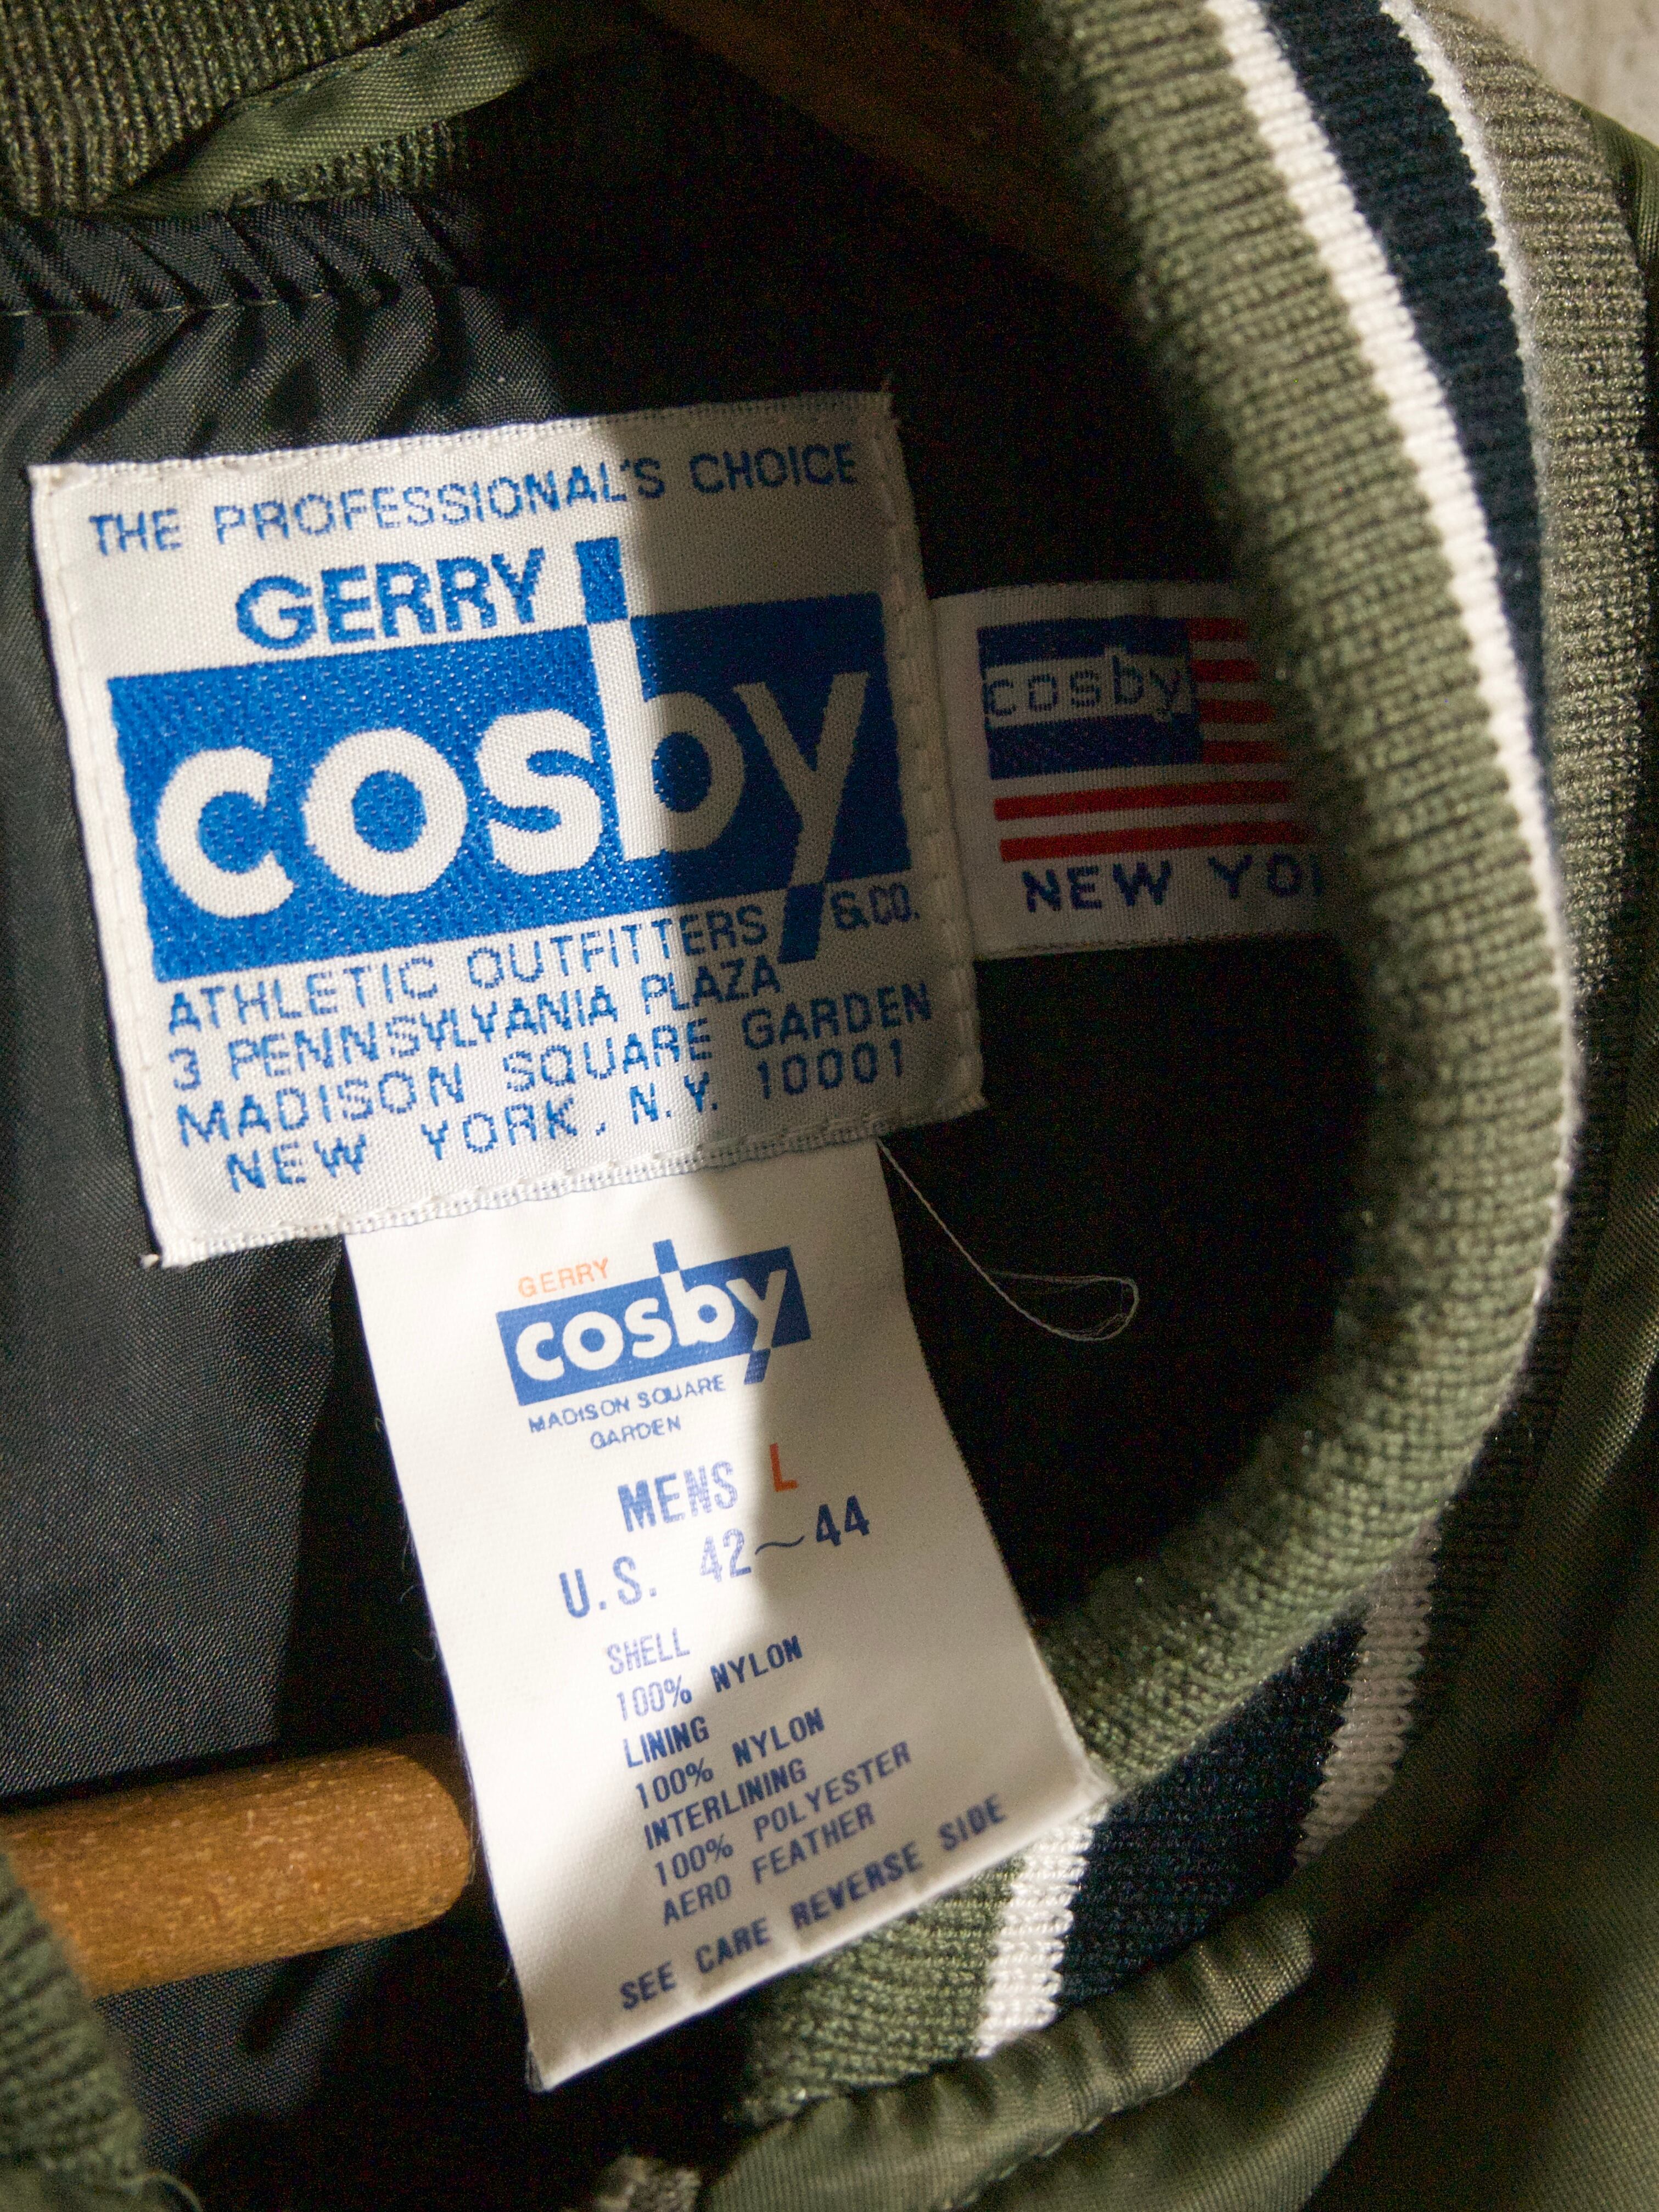 THE PROFESSIONAL'S CHOICE
GERRY
cosby
& CO.
ATHLETIC OUTFITTERS
3 PENNSYLVANIA PLAZA
MADISON SQUARE GARDEN
NEW YORK, N.Y. 10001
cosby
NEW
GERRY
cosby
MADISON SQUARE
GARDEN
MENS L
U.S. 42~44
SHELL
100% NYLON
LINING
100% NYLON
INTERLINING
100% POLYESTER
AERO FEATHER
SEE CARE REVERSE SIDE